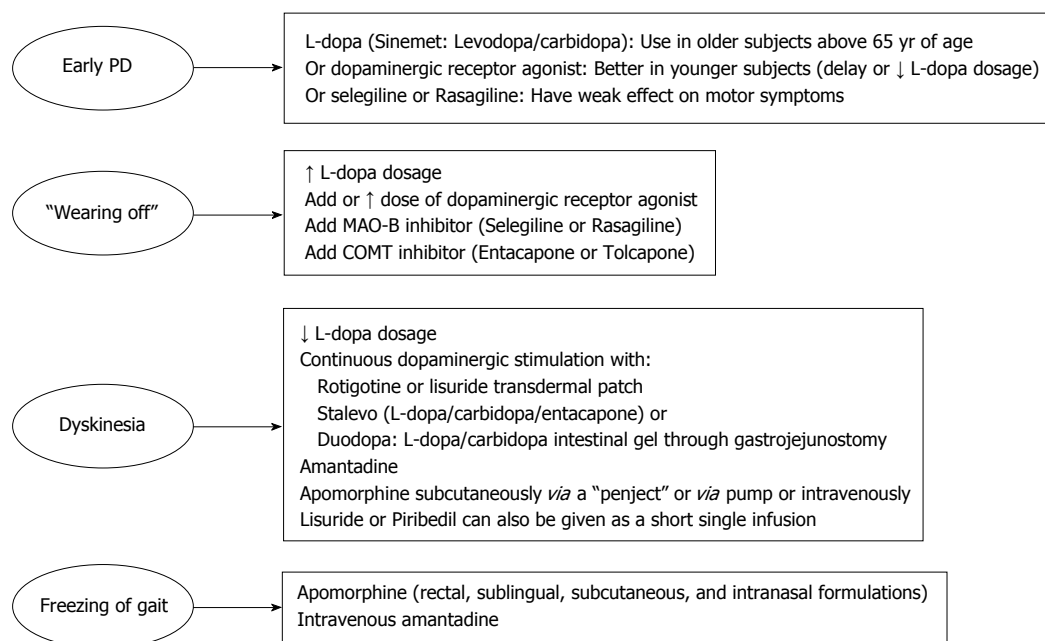 Early PD
L-dopa (Sinemet: Levodopa/carbidopa): Use in older subjects above 65 yr of age
Or dopaminergic receptor agonist: Better in younger subjects (delay or ↓ L-dopa dosage)
Or selegiline or Rasagiline: Have weak effect on motor symptoms
“Wearing off”
↑ L-dopa dosage
Add or ↑ dose of dopaminergic receptor agonist
Add MAO-B inhibitor (Selegiline or Rasagiline)
Add COMT inhibitor (Entacapone or Tolcapone)
Dyskinesia
↓ L-dopa dosage
Continuous dopaminergic stimulation with:
Rotigotine or lisuride transdermal patch
Stalevo (L-dopa/carbidopa/entacapone) or
Duodopa: L-dopa/carbidopa intestinal gel through gastrojejunostomy
Amantadine
Apomorphine subcutaneously via a “penject” or via pump or intravenously
Lisuride or Piribedil can also be given as a short single infusion
Freezing of gait
Apomorphine (rectal, sublingual, subcutaneous, and intranasal formulations)
Intravenous amantadine